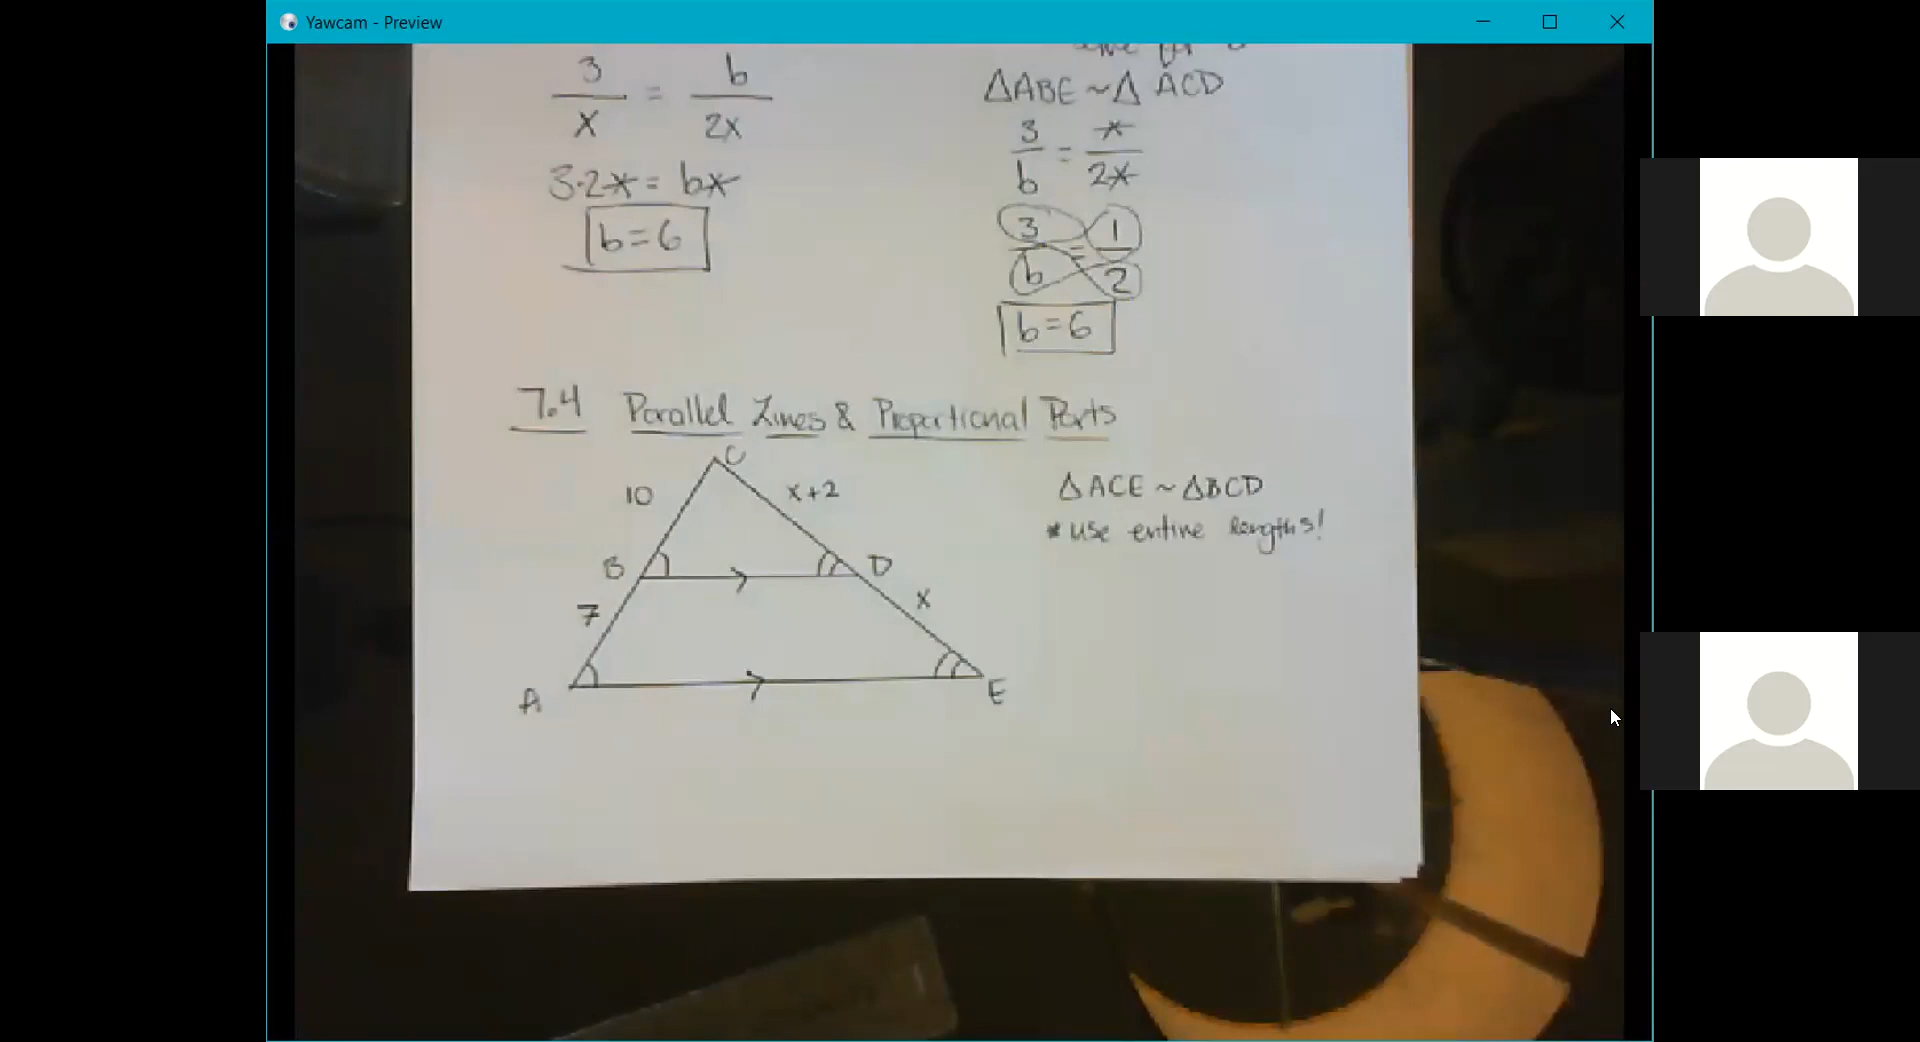 Yawcam - Preview
3/x = b/2x
3·2x = bx
b=6
for
ΔABE ~ Δ ACD
3/b = x/2x
3/b = 1/2
b=6
7.4 Parallel Lines & Proportional Parts
C
10
x+2
B
D
7
x
A
E
ΔACE ~ ΔBCD
* use entire lengths!